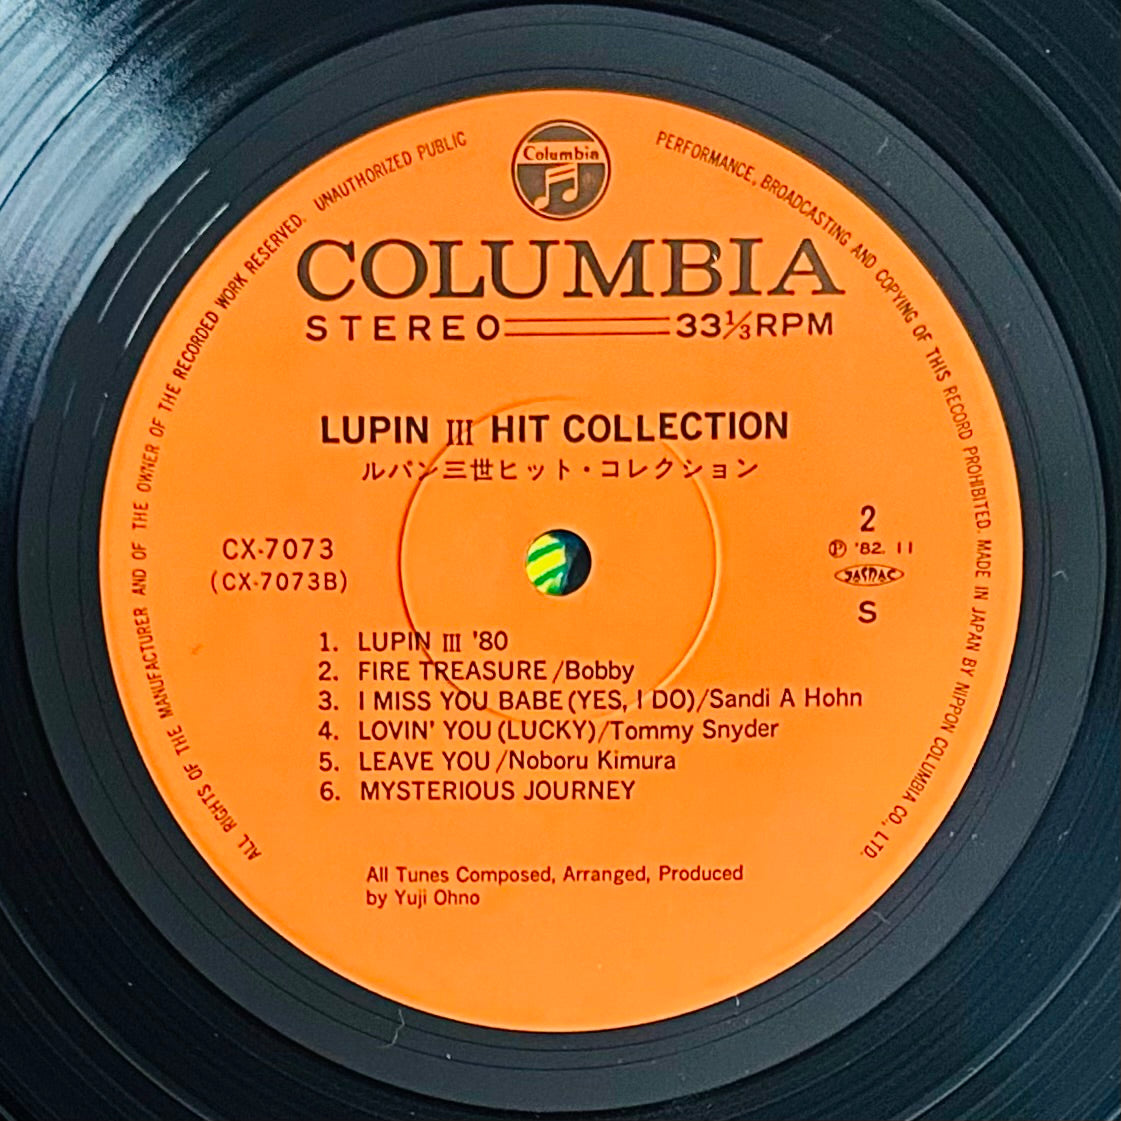 Columbia
COLUMBIA
STEREO 33⅓RPM
LUPIN III HIT COLLECTION
ルパン三世ヒット・コレクション
CX-7073
(CX-7073B)
2
Ⓟ '82. 11
JASRAC
S
1. LUPIN III '80
2. FIRE TREASURE/Bobby
3. I MISS YOU BABE(YES, I DO)/Sandi A Hohn
4. LOVIN' YOU(LUCKY)/Tommy Snyder
5. LEAVE YOU/Noboru Kimura
6. MYSTERIOUS JOURNEY
All Tunes Composed, Arranged, Produced
by Yuji Ohno
ALL RIGHTS OF THE MANUFACTURER AND OF THE OWNER OF THE RECORDED WORK RESERVED. UNAUTHORIZED PUBLIC PERFORMANCE, BROADCASTING AND COPYING OF THIS RECORD PROHIBITED. MADE IN JAPAN BY NIPPON COLUMBIA CO., LTD.